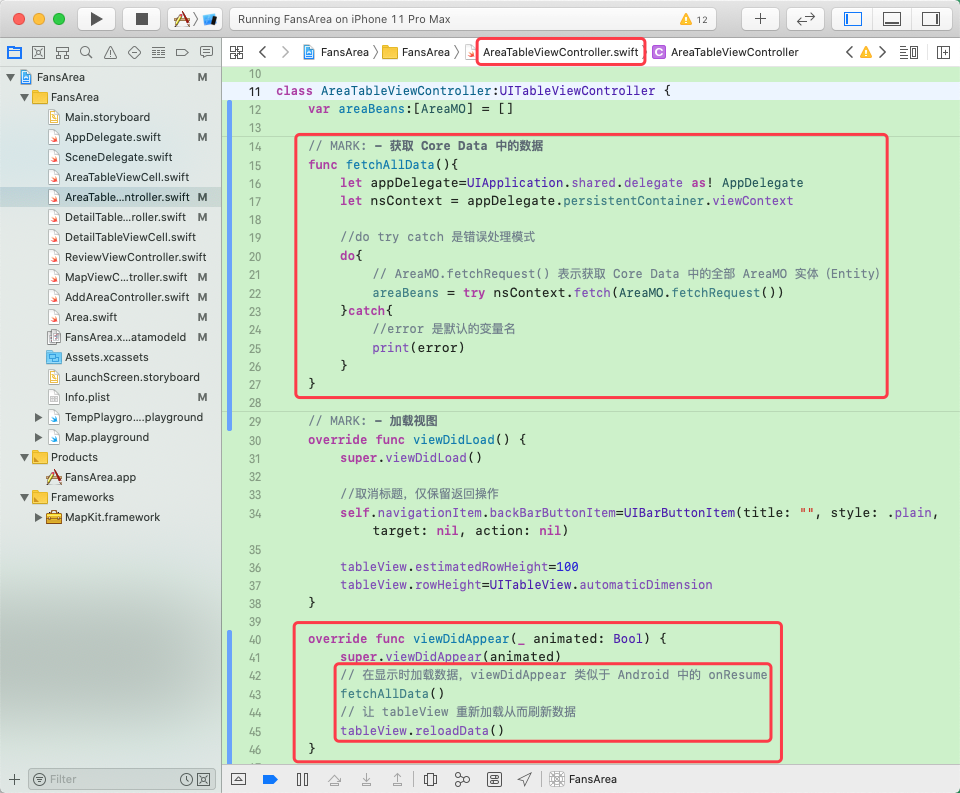 Running FansArea on iPhone 11 Pro Max
12
FansArea
FansArea
AreaTableViewController.swift
AreaTableViewController
FansArea M
FansArea
Main.storyboard M
AppDelegate.swift M
SceneDelegate.swift
AreaTableViewCell.swift
AreaTable...ntroller.swift M
DetailTable...roller.swift M
DetailTableViewCell.swift
ReviewViewController.swift
MapViewC...troller.swift M
AddAreaController.swift M
Area.swift M
FansArea.x...atamodeld M
Assets.xcassets
LaunchScreen.storyboard
Info.plist M
TempPlaygro....playground
Map.playground
Products
FansArea.app
Frameworks
MapKit.framework
Filter
10
11 class AreaTableViewController:UITableViewController {
12 var areaBeans:[AreaMO] = []
13
14 // MARK: - 获取 Core Data 中的数据
15 func fetchAllData(){
16 let appDelegate=UIApplication.shared.delegate as! AppDelegate
17 let nsContext = appDelegate.persistentContainer.viewContext
18
19 //do try catch 是错误处理模式
20 do{
21 // AreaMO.fetchRequest() 表示获取 Core Data 中的全部 AreaMO 实体（Entity）
22 areaBeans = try nsContext.fetch(AreaMO.fetchRequest())
23 }catch{
24 //error 是默认的变量名
25 print(error)
26 }
27 }
28
29 // MARK: - 加载视图
30 override func viewDidLoad() {
31 super.viewDidLoad()
32
33 //取消标题，仅保留返回操作
34 self.navigationItem.backBarButtonItem=UIBarButtonItem(title: "", style: .plain,
target: nil, action: nil)
35
36 tableView.estimatedRowHeight=100
37 tableView.rowHeight=UITableView.automaticDimension
38 }
39
40 override func viewDidAppear(_ animated: Bool) {
41 super.viewDidAppear(animated)
42 // 在显示时加载数据，viewDidAppear 类似于 Android 中的 onResume
43 fetchAllData()
44 // 让 tableView 重新加载从而刷新数据
45 tableView.reloadData()
46 }
FansArea